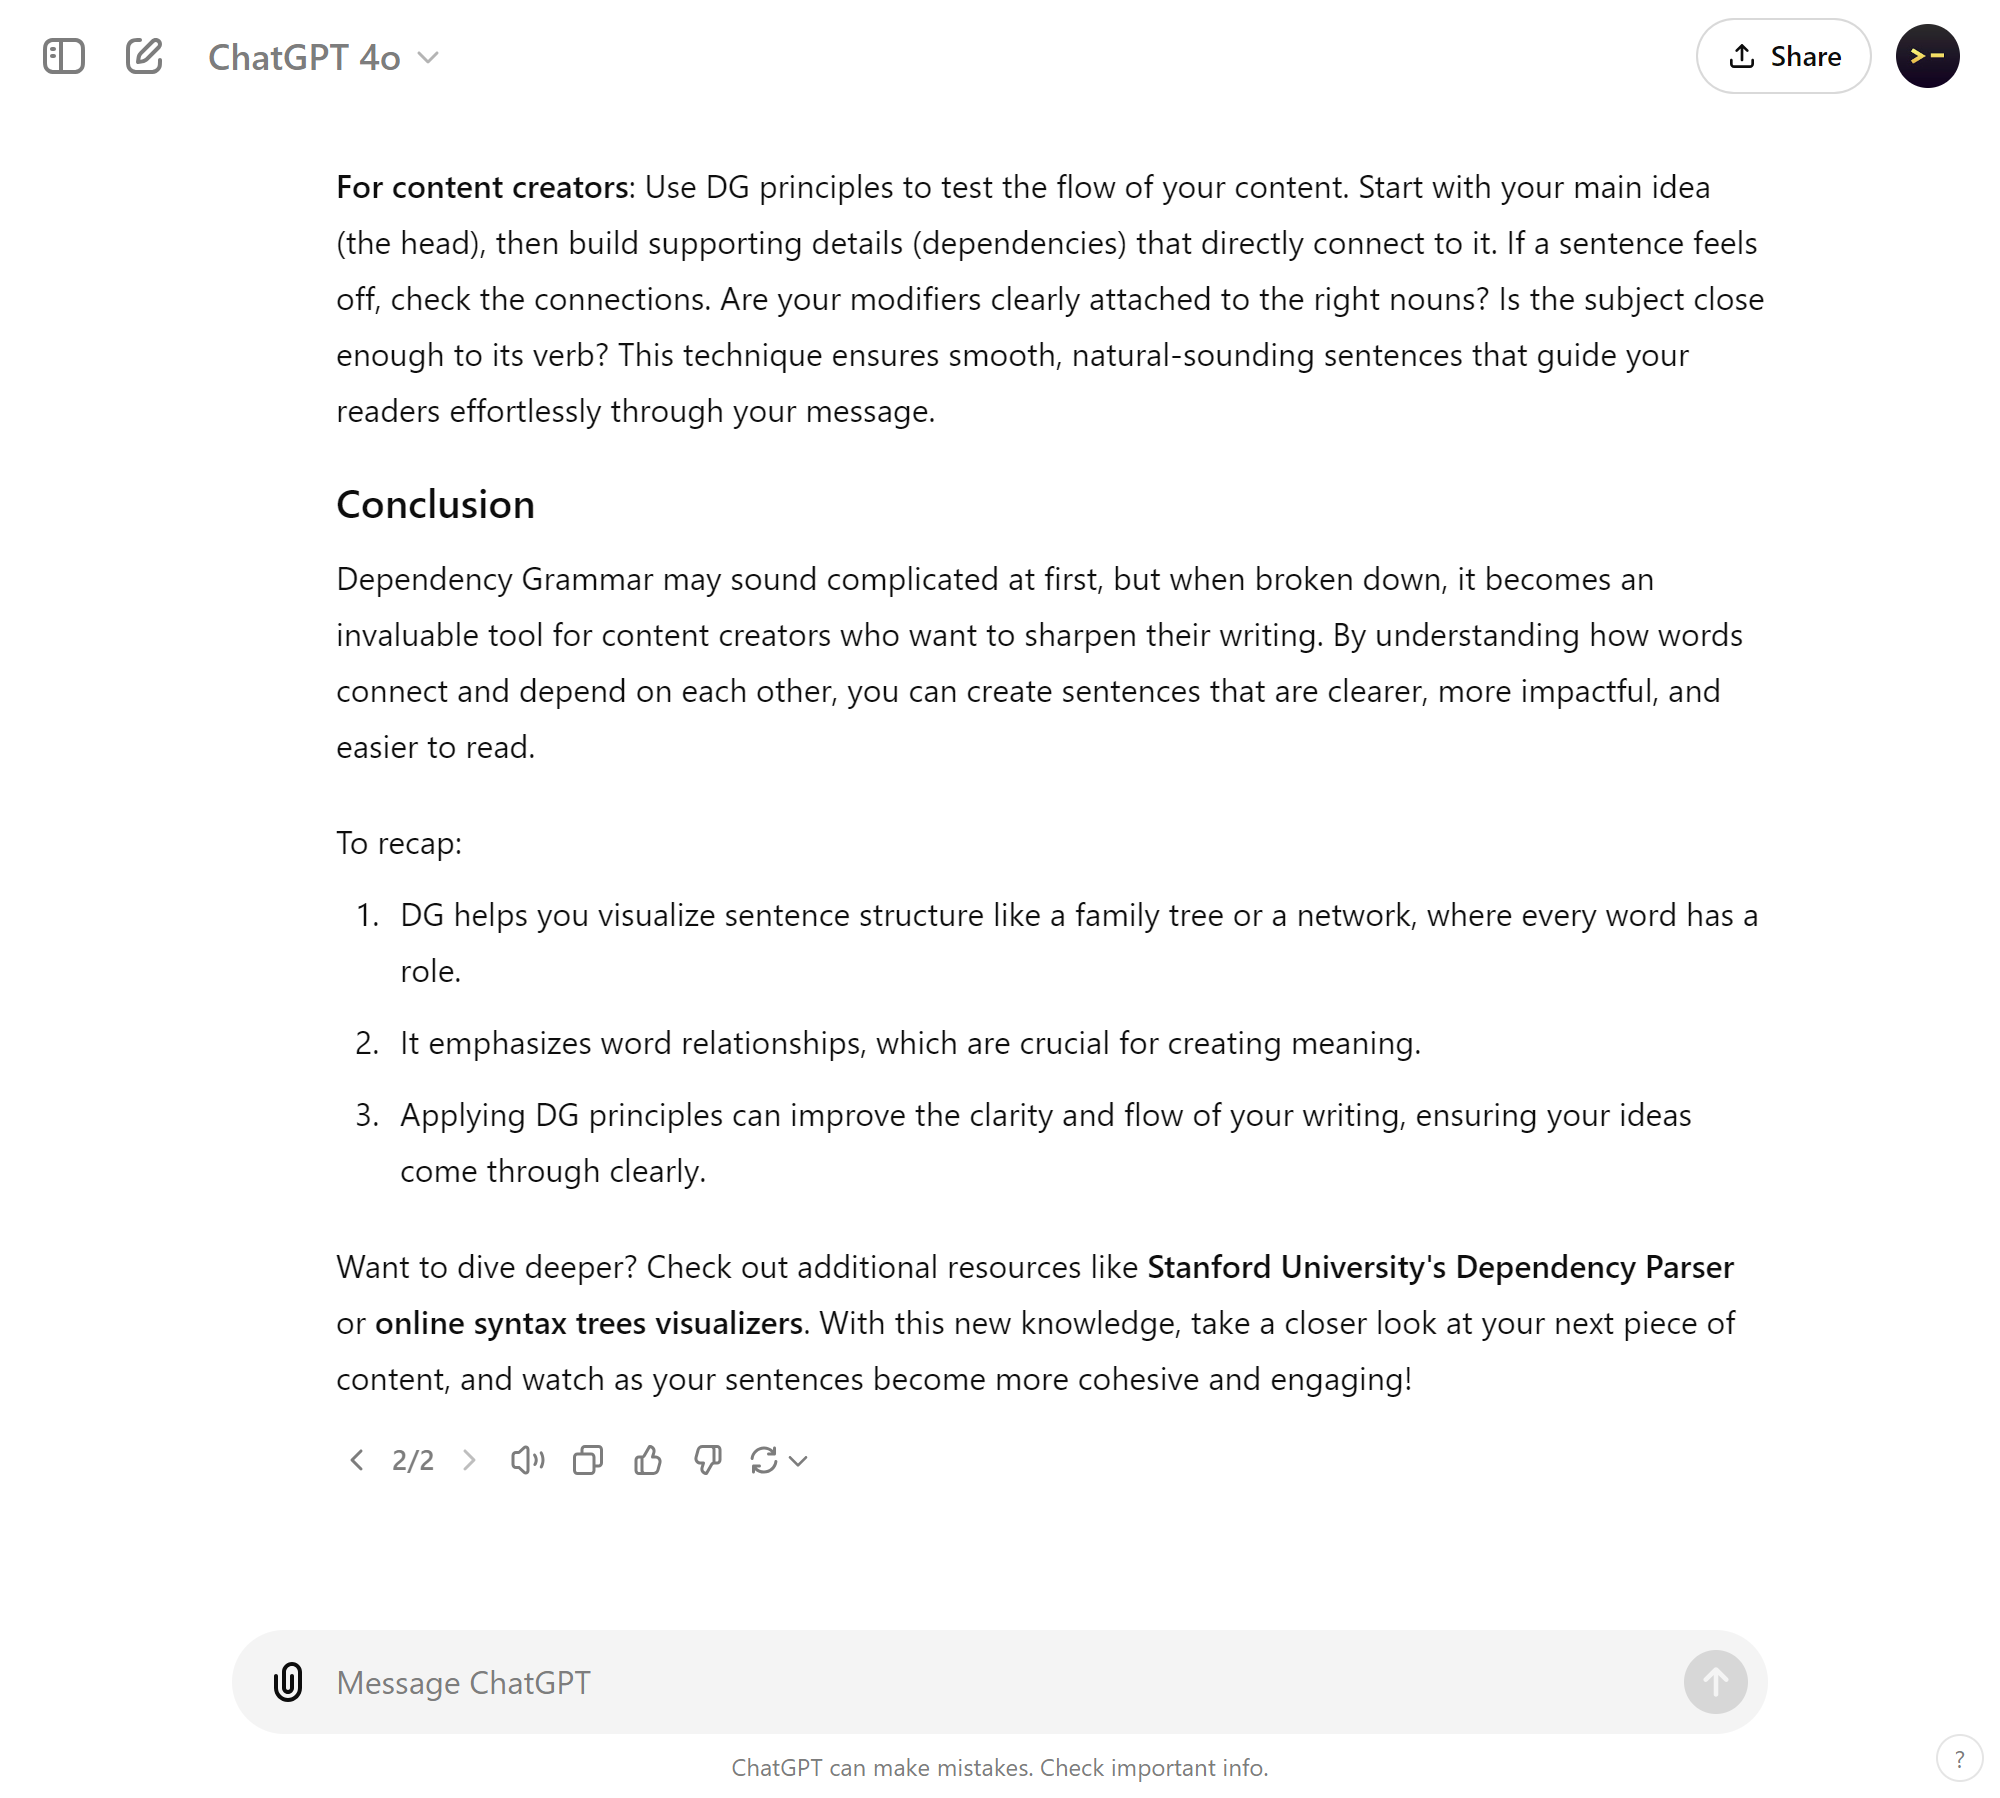 ChatGPT 4o
Share
For content creators: Use DG principles to test the flow of your content. Start with your main idea
(the head), then build supporting details (dependencies) that directly connect to it. If a sentence feels
off, check the connections. Are your modifiers clearly attached to the right nouns? Is the subject close
enough to its verb? This technique ensures smooth, natural-sounding sentences that guide your
readers effortlessly through your message.
Conclusion
Dependency Grammar may sound complicated at first, but when broken down, it becomes an
invaluable tool for content creators who want to sharpen their writing. By understanding how words
connect and depend on each other, you can create sentences that are clearer, more impactful, and
easier to read.
To recap:
1. DG helps you visualize sentence structure like a family tree or a network, where every word has a
role.
2. It emphasizes word relationships, which are crucial for creating meaning.
3. Applying DG principles can improve the clarity and flow of your writing, ensuring your ideas
come through clearly.
Want to dive deeper? Check out additional resources like Stanford University's Dependency Parser
or online syntax trees visualizers. With this new knowledge, take a closer look at your next piece of
content, and watch as your sentences become more cohesive and engaging!
2/2
Message ChatGPT
ChatGPT can make mistakes. Check important info.
?